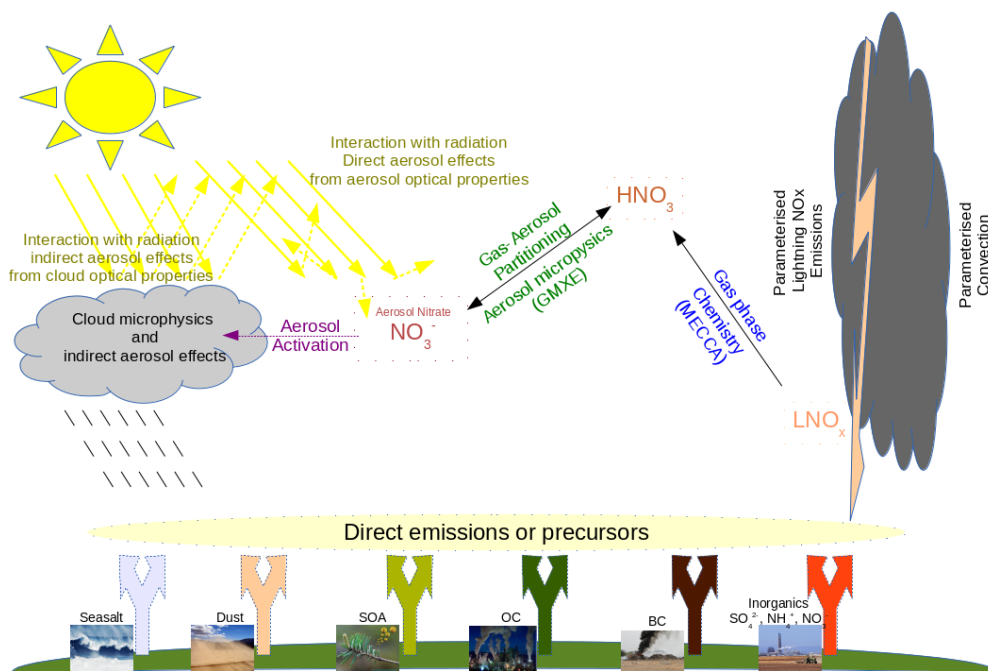 Interaction with radiation
Direct aerosol effects
from aerosol optical properties
HNO3
Gas-Aerosol
Partitioning
Aerosol micropysics
(GMXE)
Parameterised
Lightning NOx
Emissions
Parameterised
Convection
Interaction with radiation
indirect aerosol effects
from cloud optical properties
Cloud microphysics
and
indirect aerosol effects
Aerosol
Activation
Aerosol Nitrate
NO3-
Gas phase
Chemistry
(MECCA)
LNOx
Direct emissions or precursors
Seasalt
Dust
SOA
OC
BC
Inorganics
SO4 2-, NH4+, NO3-